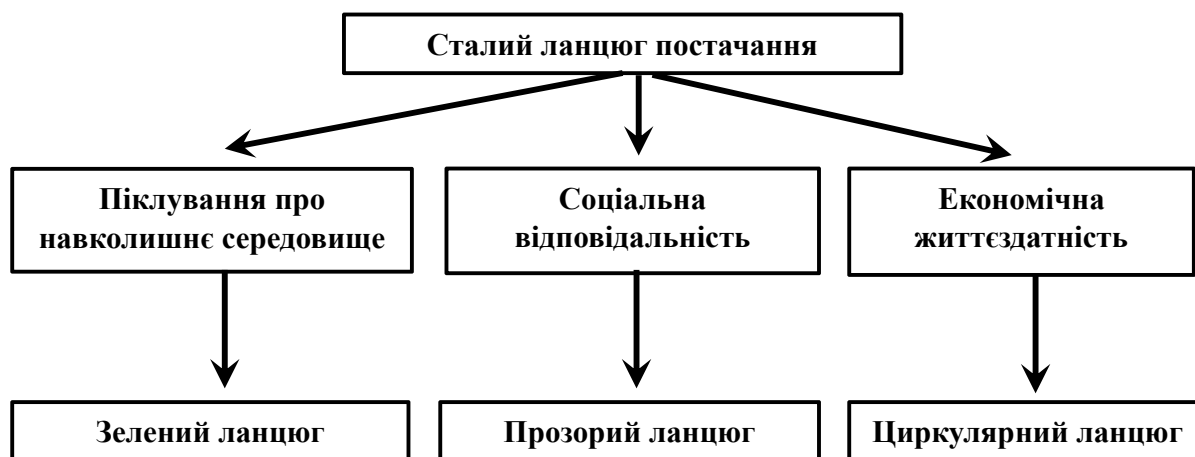 Сталий ланцюг постачання
Піклування про
навколишнє середовище
Соціальна
відповідальність
Економічна
життєздатність
Зелений ланцюг
Прозорий ланцюг
Циркулярний ланцюг